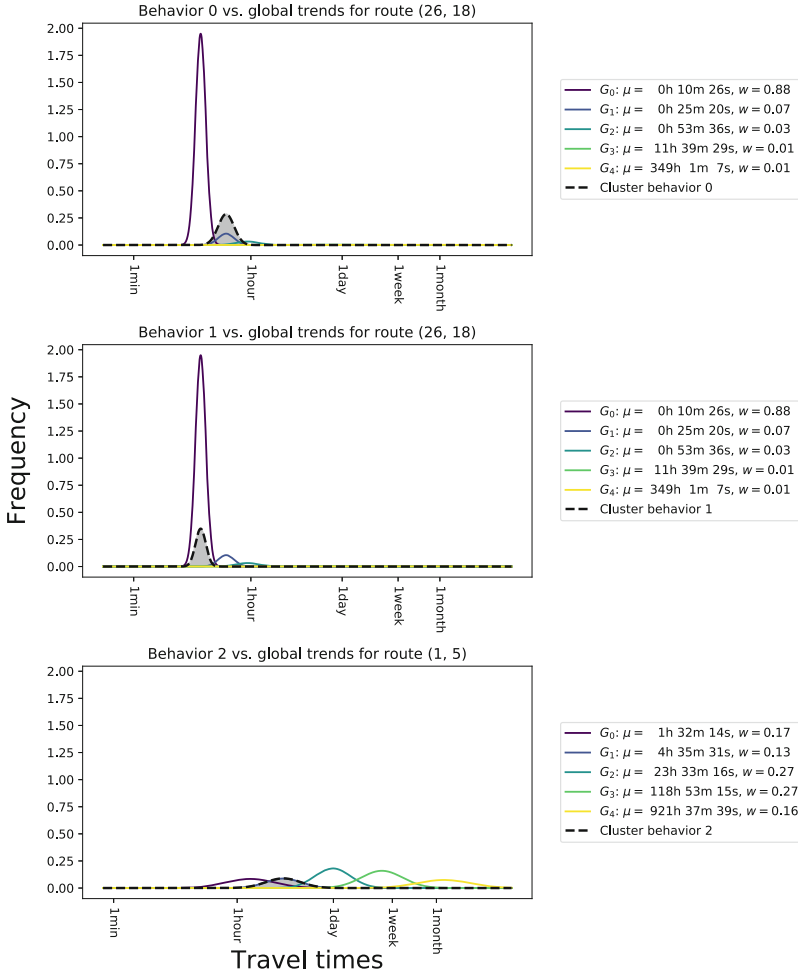 Behavior 0 vs. global trends for route (26, 18)
2.00
1.75
1.50
1.25
1.00
0.75
0.50
0.25
0.00
1min
1hour
1day
1week
1month
G₀: μ = 0h 10m 26s, w = 0.88
G₁: μ = 0h 25m 20s, w = 0.07
G₂: μ = 0h 53m 36s, w = 0.03
G₃: μ = 11h 39m 29s, w = 0.01
G₄: μ = 349h 1m 7s, w = 0.01
Cluster behavior 0
Behavior 1 vs. global trends for route (26, 18)
2.00
1.75
1.50
1.25
1.00
0.75
0.50
0.25
0.00
1min
1hour
1day
1week
1month
G₀: μ = 0h 10m 26s, w = 0.88
G₁: μ = 0h 25m 20s, w = 0.07
G₂: μ = 0h 53m 36s, w = 0.03
G₃: μ = 11h 39m 29s, w = 0.01
G₄: μ = 349h 1m 7s, w = 0.01
Cluster behavior 1
Frequency
Behavior 2 vs. global trends for route (1, 5)
2.00
1.75
1.50
1.25
1.00
0.75
0.50
0.25
0.00
1min
1hour
1day
1week
1month
G₀: μ = 1h 32m 14s, w = 0.17
G₁: μ = 4h 35m 31s, w = 0.13
G₂: μ = 23h 33m 16s, w = 0.27
G₃: μ = 118h 53m 15s, w = 0.27
G₄: μ = 921h 37m 39s, w = 0.16
Cluster behavior 2
Travel times